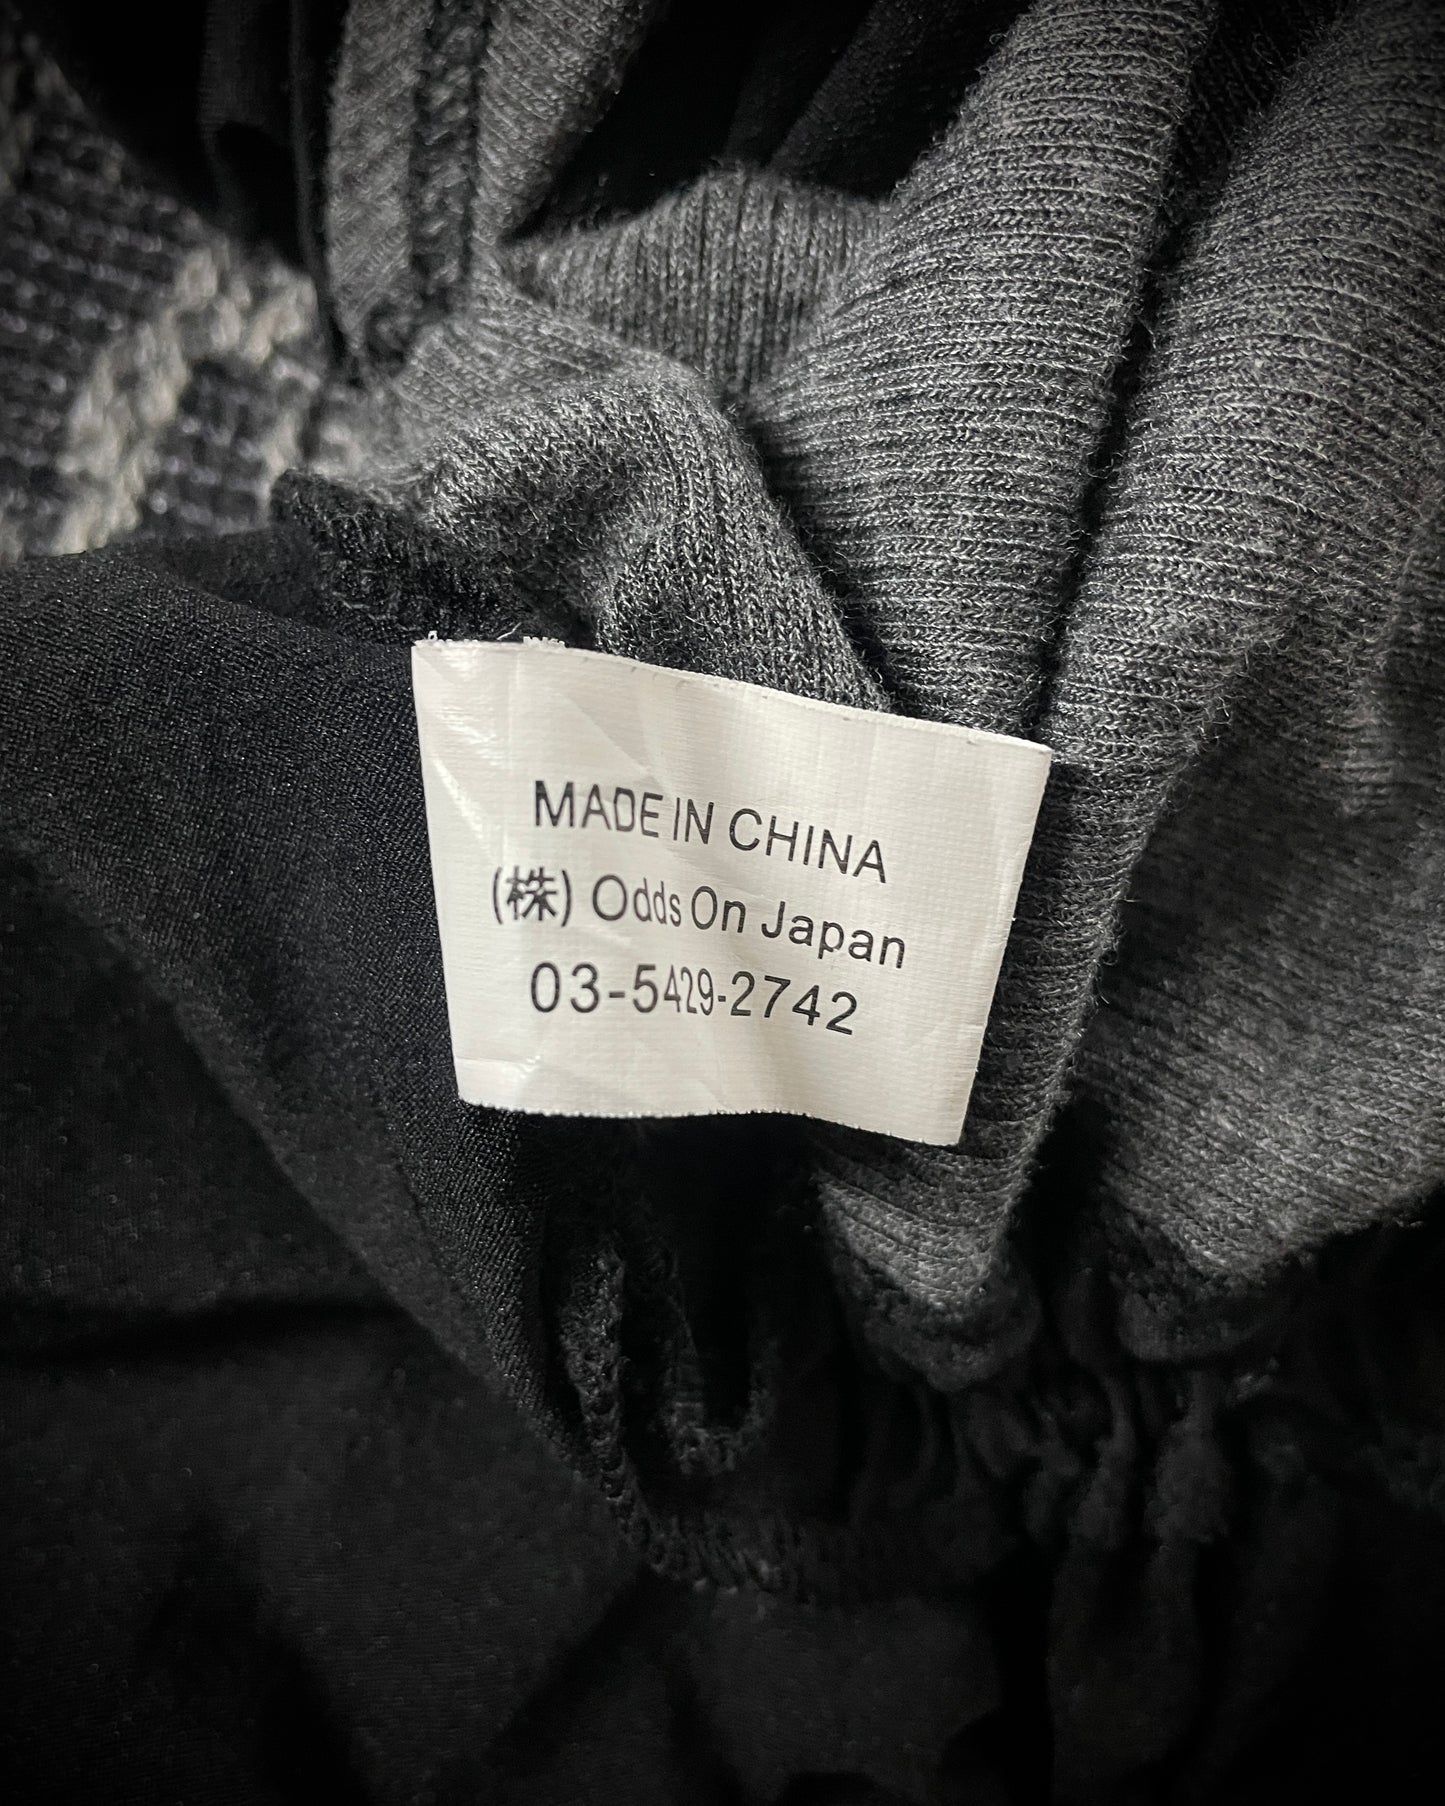 MADE IN CHINA
(株) Odds On Japan
03-5429-2742